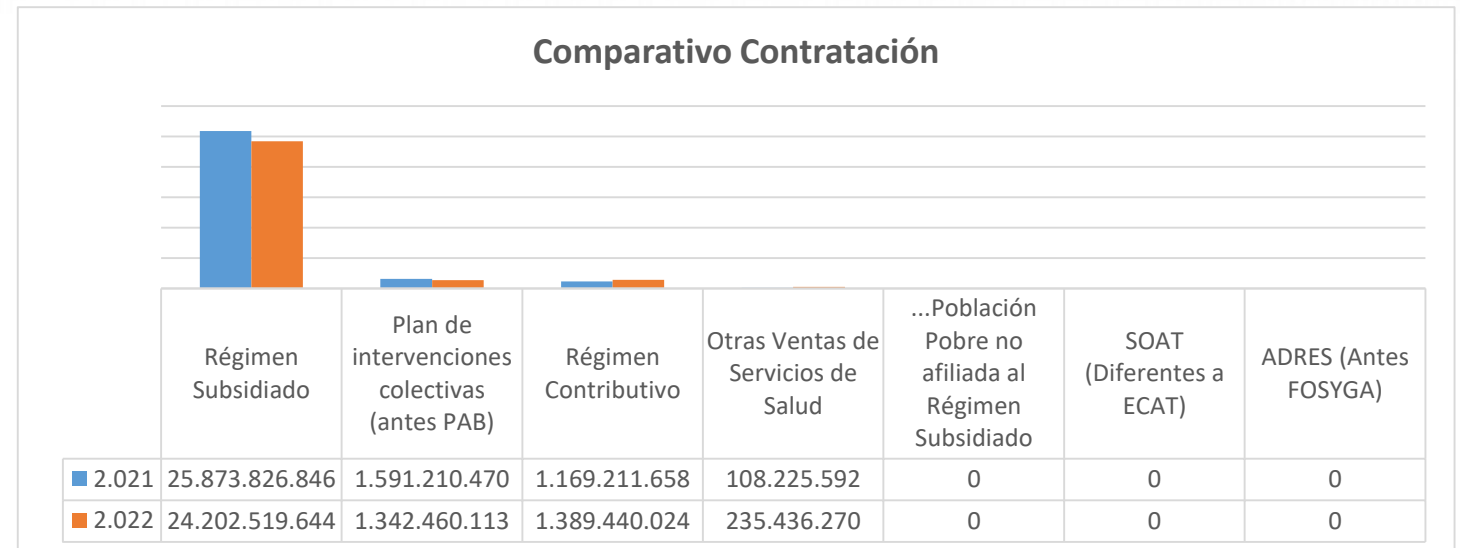 Comparativo Contratación
Régimen
Subsidiado
Plan de
intervenciones
colectivas
(antes PAB)
Régimen
Contributivo
Otras Ventas de
Servicios de
Salud
...Población
Pobre no
afiliada al
Régimen
Subsidiado
SOAT
(Diferentes a
ECAT)
ADRES (Antes
FOSYGA)
2.021 25.873.826.846 1.591.210.470 1.169.211.658 108.225.592 0 0 0
2.022 24.202.519.644 1.342.460.113 1.389.440.024 235.436.270 0 0 0